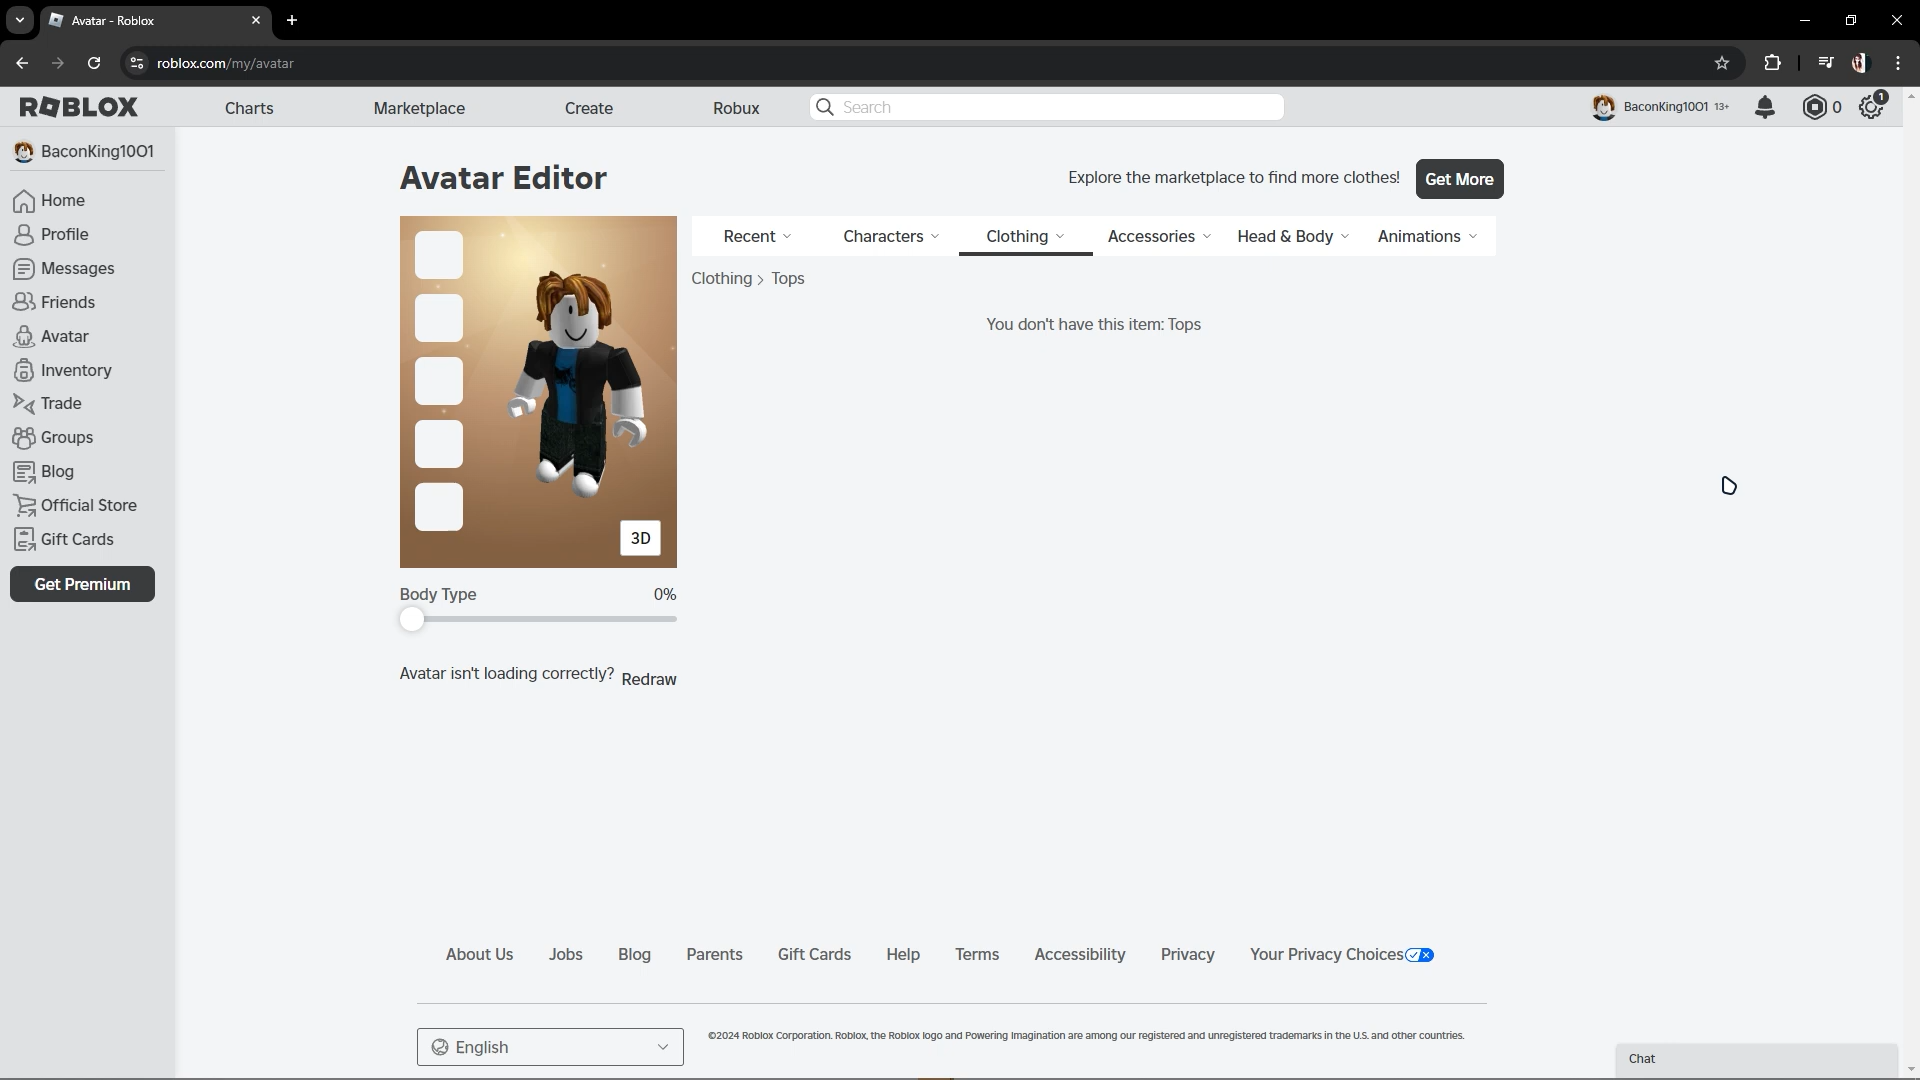 Avatar - Roblox
roblox.com/my/avatar
ROBLOX
Charts
Marketplace
Create
Robux
Search
BaconKing1001 13+
0
1
BaconKing1001
Home
Profile
Messages
Friends
Avatar
Inventory
Trade
Groups
Blog
Official Store
Gift Cards
Get Premium
Avatar Editor
Explore the marketplace to find more clothes!
Get More
Recent
Characters
Clothing
Accessories
Head & Body
Animations
Clothing > Tops
You don't have this item: Tops
3D
Body Type 0%
Avatar isn't loading correctly? Redraw
About Us
Jobs
Blog
Parents
Gift Cards
Help
Terms
Accessibility
Privacy
Your Privacy Choices
English
©2024 Roblox Corporation. Roblox, the Roblox logo and Powering Imagination are among our registered and unregistered trademarks in the U.S. and other countries.
Chat